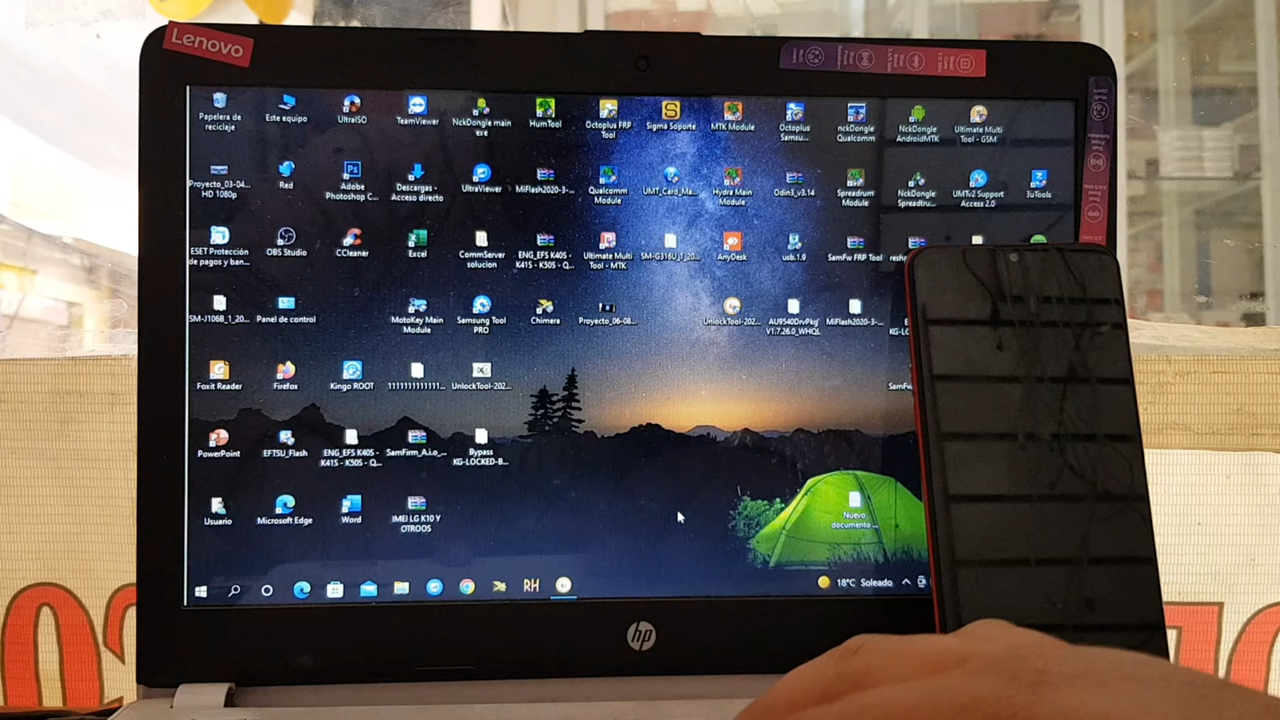 Lenovo
Papelera de
reciclaje
Este equipo
UltraISO
TeamViewer
NckDongle main
exe
HumTool
Octoplus FRP
Tool
Sigma Soporte
MTK Module
Octoplus
Samsu...
nckDongle
Qualcomm
NckDongle
AndroidMTK
Ultimate Multi
Tool - GSM
Proyecto_03-04...
HD 1080p
Red
Adobe
Photoshop C...
Descargas -
Acceso directo
UltraViewer
MiFlash2020-3-...
Qualcomm
Module
UMT_Card_Ma...
Hydra Main
Module
Odin3_v3.14
Spreadrum
Module
NckDongle
Spreadtru...
UMTv2 Support
Access 2.0
3uTools
ESET Protección
de pagos y ban...
OBS Studio
CCleaner
Excel
CommServer
solucion
ENG_EFS K40S -
K41S - K50S - Q...
Ultimate Multi
Tool - MTK
SM-G316U_1_20...
AnyDesk
usb.1.9
SamFw FRP Tool
SM-J106B_1_20...
Panel de control
MotoKey Main
Module
Samsung Tool
PRO
Chimera
Proyecto_06-08...
UnlockTool-202...
AU9540DrvPkg
V1.7.26.0_WHQL
MiFlash2020-3-...
Foxit Reader
Firefox
Kingo ROOT
UnlockTool-202...
PowerPoint
EFTSU_Flash
ENG_EFS K40S -
K41S - K50S - Q...
SamFirm_A.i.o_...
Bypass
KG-LOCKED-B...
Usuario
Microsoft Edge
Word
IMEI LG K10 Y
OTROOS
Nuevo
documento ...
RH
18°C Soleado
hp